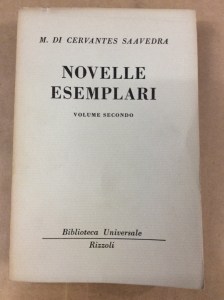 M. DI CERVANTES SAAVEDRA
NOVELLE
ESEMPLARI
VOLUME SECONDO
Biblioteca Universale
Rizzoli